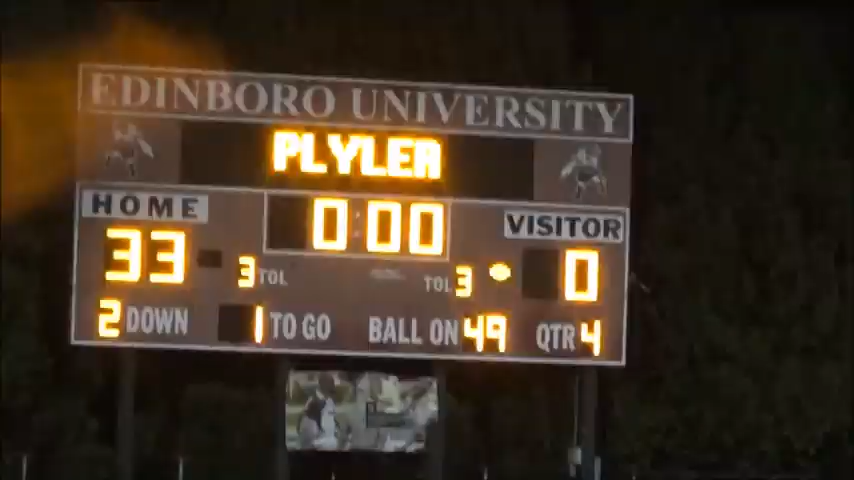 EDINBORO UNIVERSITY
PLYLER
HOME 0:00 VISITOR
33 3 TOL TOL 3 0
2 DOWN 1 TO GO BALL ON 49 QTR 4